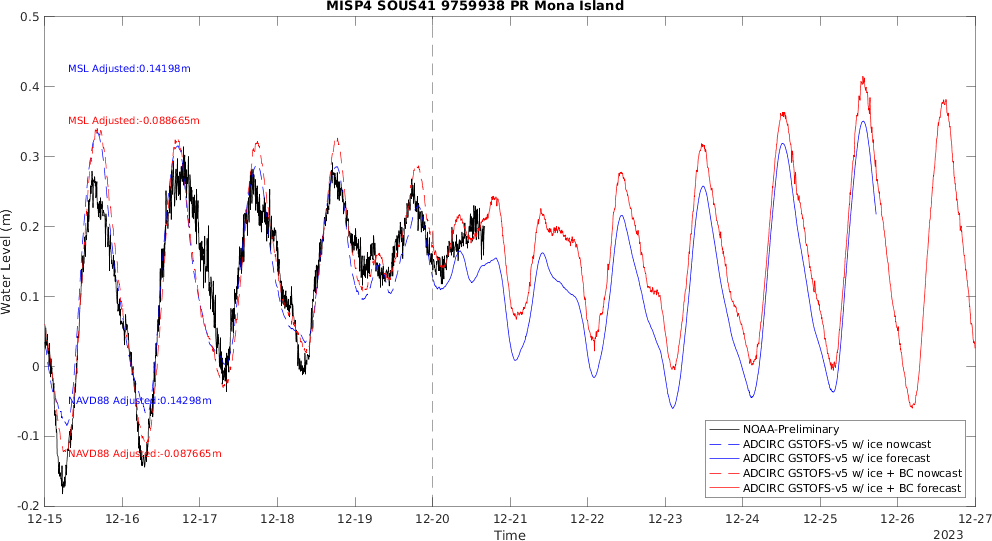 MISP4 SOUS41 9759938 PR Mona Island
0.5
0.4
0.3
0.2
0.1
0
-0.1
-0.2
Water Level (m)
MSL Adjusted:0.14198m
MSL Adjusted:-0.088665m
NAVD88 Adjusted:0.14298m
NAVD88 Adjusted:-0.087665m
NOAA-Preliminary
ADCIRC GSTOFS-v5 w/ ice nowcast
ADCIRC GSTOFS-v5 w/ ice forecast
ADCIRC GSTOFS-v5 w/ ice + BC nowcast
ADCIRC GSTOFS-v5 w/ ice + BC forecast
12-15 12-16 12-17 12-18 12-19 12-20 12-21 12-22 12-23 12-24 12-25 12-26 12-27
Time
2023